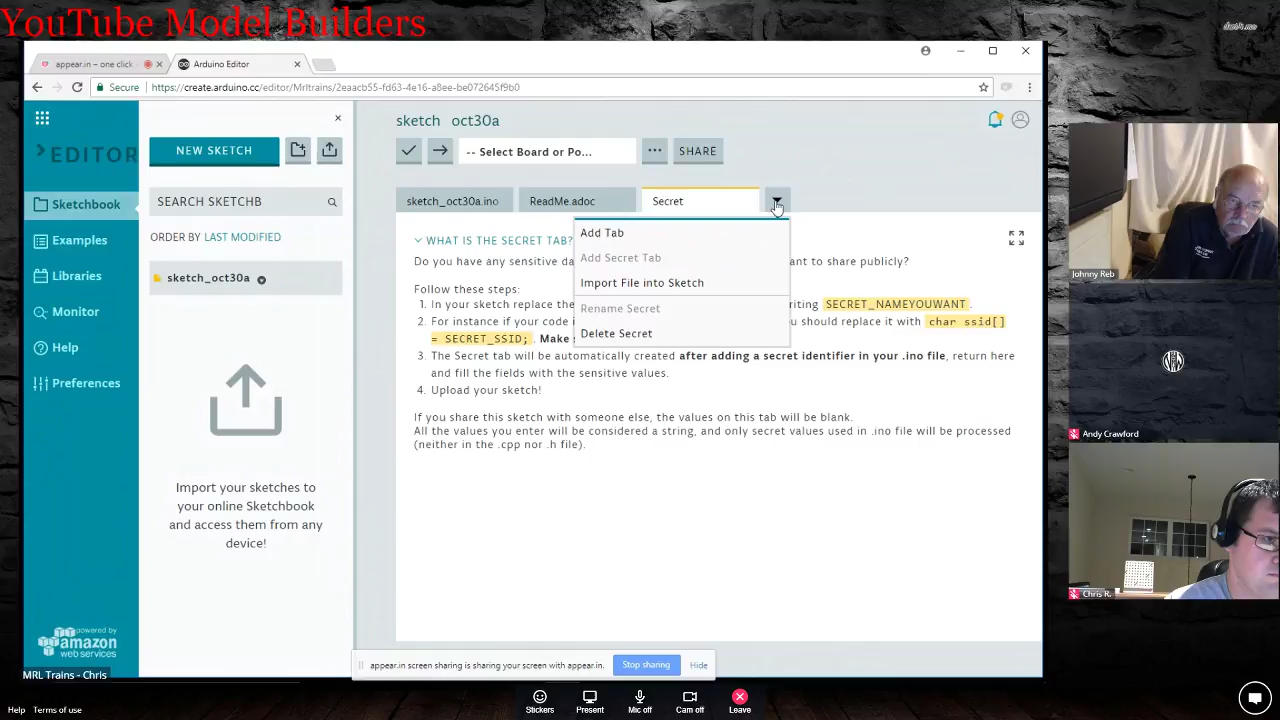 YouTube Model Builders
appear.in – one click
Arduino Editor
Secure
https://create.arduino.cc/editor/Mrltrains/2eaacb55-fd63-4e16-a8ee-be072645f9b0
EDITOR
Sketchbook
Examples
Libraries
Monitor
Help
Preferences
powered by
amazon
web services
MRL Trains - Chris
NEW SKETCH
SEARCH SKETCHB
ORDER BY LAST MODIFIED
sketch_oct30a
Import your sketches to
your online Sketchbook
and access them from any
device!
sketch_oct30a
-- Select Board or Po...
SHARE
sketch_oct30a.ino
ReadMe.adoc
Secret
Add Tab
Add Secret Tab
Import File into Sketch
Rename Secret
Delete Secret
WHAT IS THE SECRET TAB?
Do you have any sensitive da
ant to share publicly?
Follow these steps:
1. In your sketch replace the
riting SECRET_NAMEYOUWANT.
2. For instance if your code
u should replace it with char ssid[]
= SECRET_SSID;. Make
3. The Secret tab will be automatically created after adding a secret identifier in your .ino file, return here
and fill the fields with the sensitive values.
4. Upload your sketch!
If you share this sketch with someone else, the values on this tab will be blank.
All the values you enter will be considered a string, and only secret values used in .ino file will be processed
(neither in the .cpp nor .h file).
appear.in screen sharing is sharing your screen with appear.in.
Stop sharing
Hide
Johnny Reb
Andy Crawford
Chris R.
Help
Terms of use
Stickers
Present
Mic off
Cam off
Leave